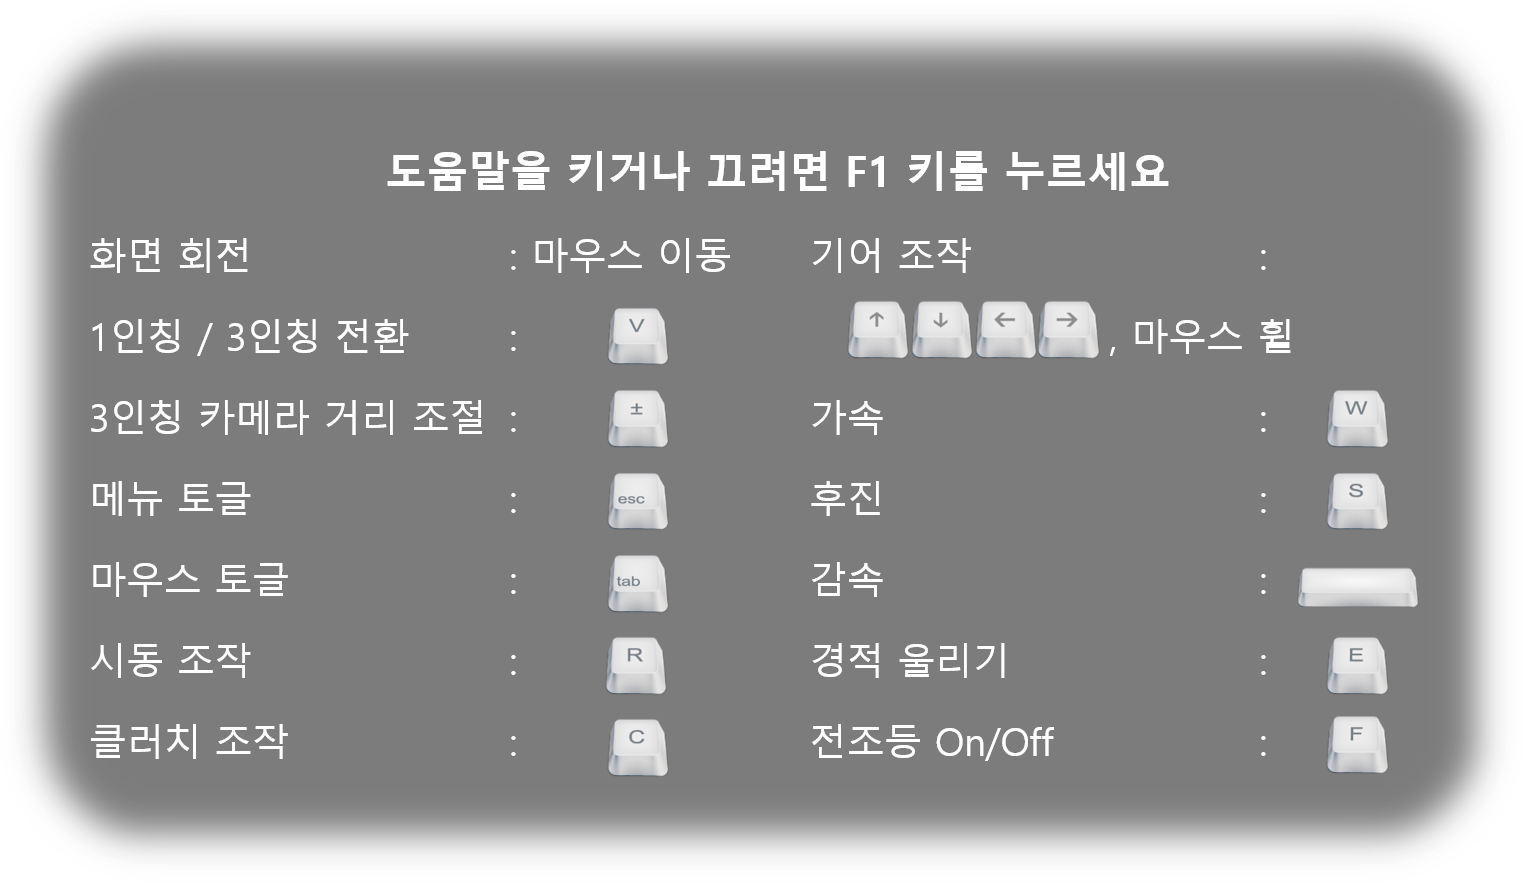 도움말을 키거나 끄려면 F1 키를 누르세요
화면 회전 : 마우스 이동
1인칭 / 3인칭 전환 : V
3인칭 카메라 거리 조절 : ±
메뉴 토글 : esc
마우스 토글 : tab
시동 조작 : R
클러치 조작 : C
기어 조작 :
↑ ↓ ← → , 마우스 휠
가속 : W
후진 : S
감속 :
경적 울리기 : E
전조등 On/Off : F